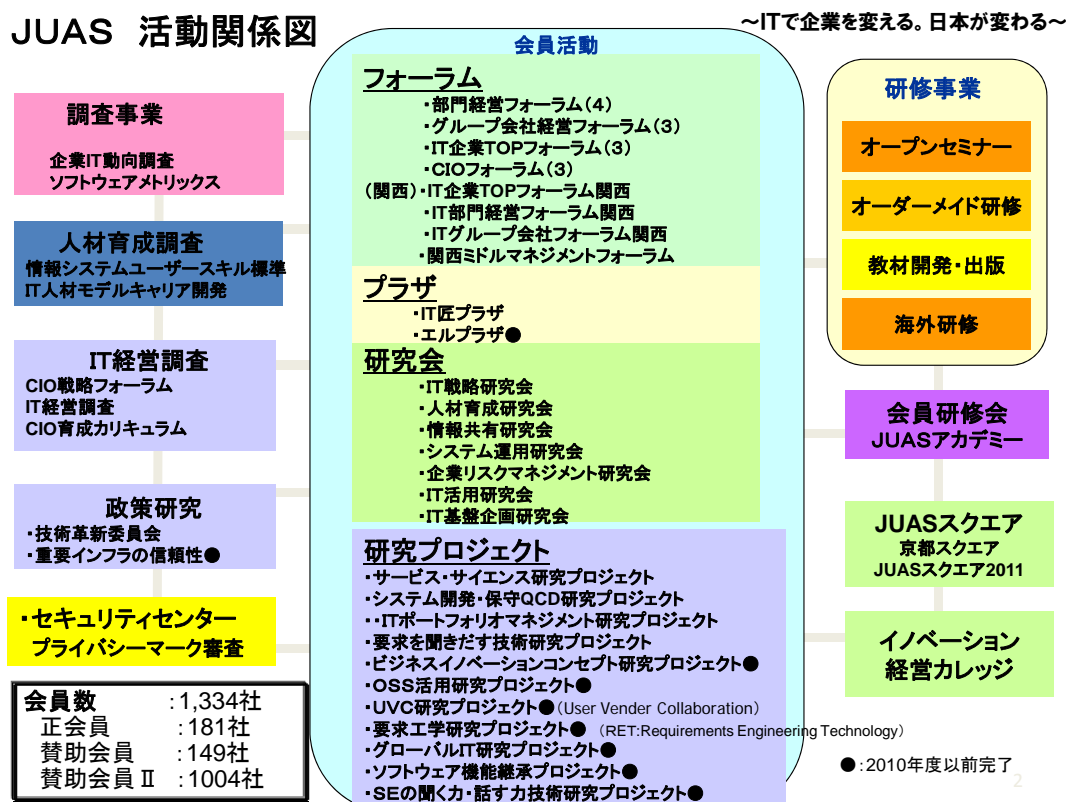 JUAS 活動関係図
~ITで企業を変える。日本が変わる~
調査事業
企業IT動向調査
ソフトウェアメトリックス
人材育成調査
情報システムユーザースキル標準
IT人材モデルキャリア開発
IT経営調査
CIO戦略フォーラム
IT経営調査
CIO育成カリキュラム
政策研究
・技術革新委員会
・重要インフラの信頼性●
・セキュリティセンター
プライバシーマーク審査
会員数 :1,334社
正会員 :181社
賛助会員 :149社
賛助会員Ⅱ :1004社
会員活動
フォーラム
・部門経営フォーラム(4)
・グループ会社経営フォーラム(3)
・IT企業TOPフォーラム(3)
・CIOフォーラム(3)
(関西)・IT企業TOPフォーラム関西
・IT部門経営フォーラム関西
・ITグループ会社フォーラム関西
・関西ミドルマネジメントフォーラム
プラザ
・IT匠プラザ
・エルプラザ●
研究会
・IT戦略研究会
・人材育成研究会
・情報共有研究会
・システム運用研究会
・企業リスクマネジメント研究会
・IT活用研究会
・IT基盤企画研究会
研究プロジェクト
・サービス・サイエンス研究プロジェクト
・システム開発・保守QCD研究プロジェクト
・・ITポートフォリオマネジメント研究プロジェクト
・要求を聞きだす技術研究プロジェクト
・ビジネスイノベーションコンセプト研究プロジェクト●
・OSS活用研究プロジェクト●
・UVC研究プロジェクト●(User Vender Collaboration)
・要求工学研究プロジェクト● (RET:Requirements Engineering Technology)
・グローバルIT研究プロジェクト●
・ソフトウェア機能継承プロジェクト●
・SEの聞く力・話す力技術研究プロジェクト●
研修事業
オープンセミナー
オーダーメイド研修
教材開発・出版
海外研修
会員研修会
JUASアカデミー
JUASスクエア
京都スクエア
JUASスクエア2011
イノベーション
経営カレッジ
●:2010年度以前完了
2